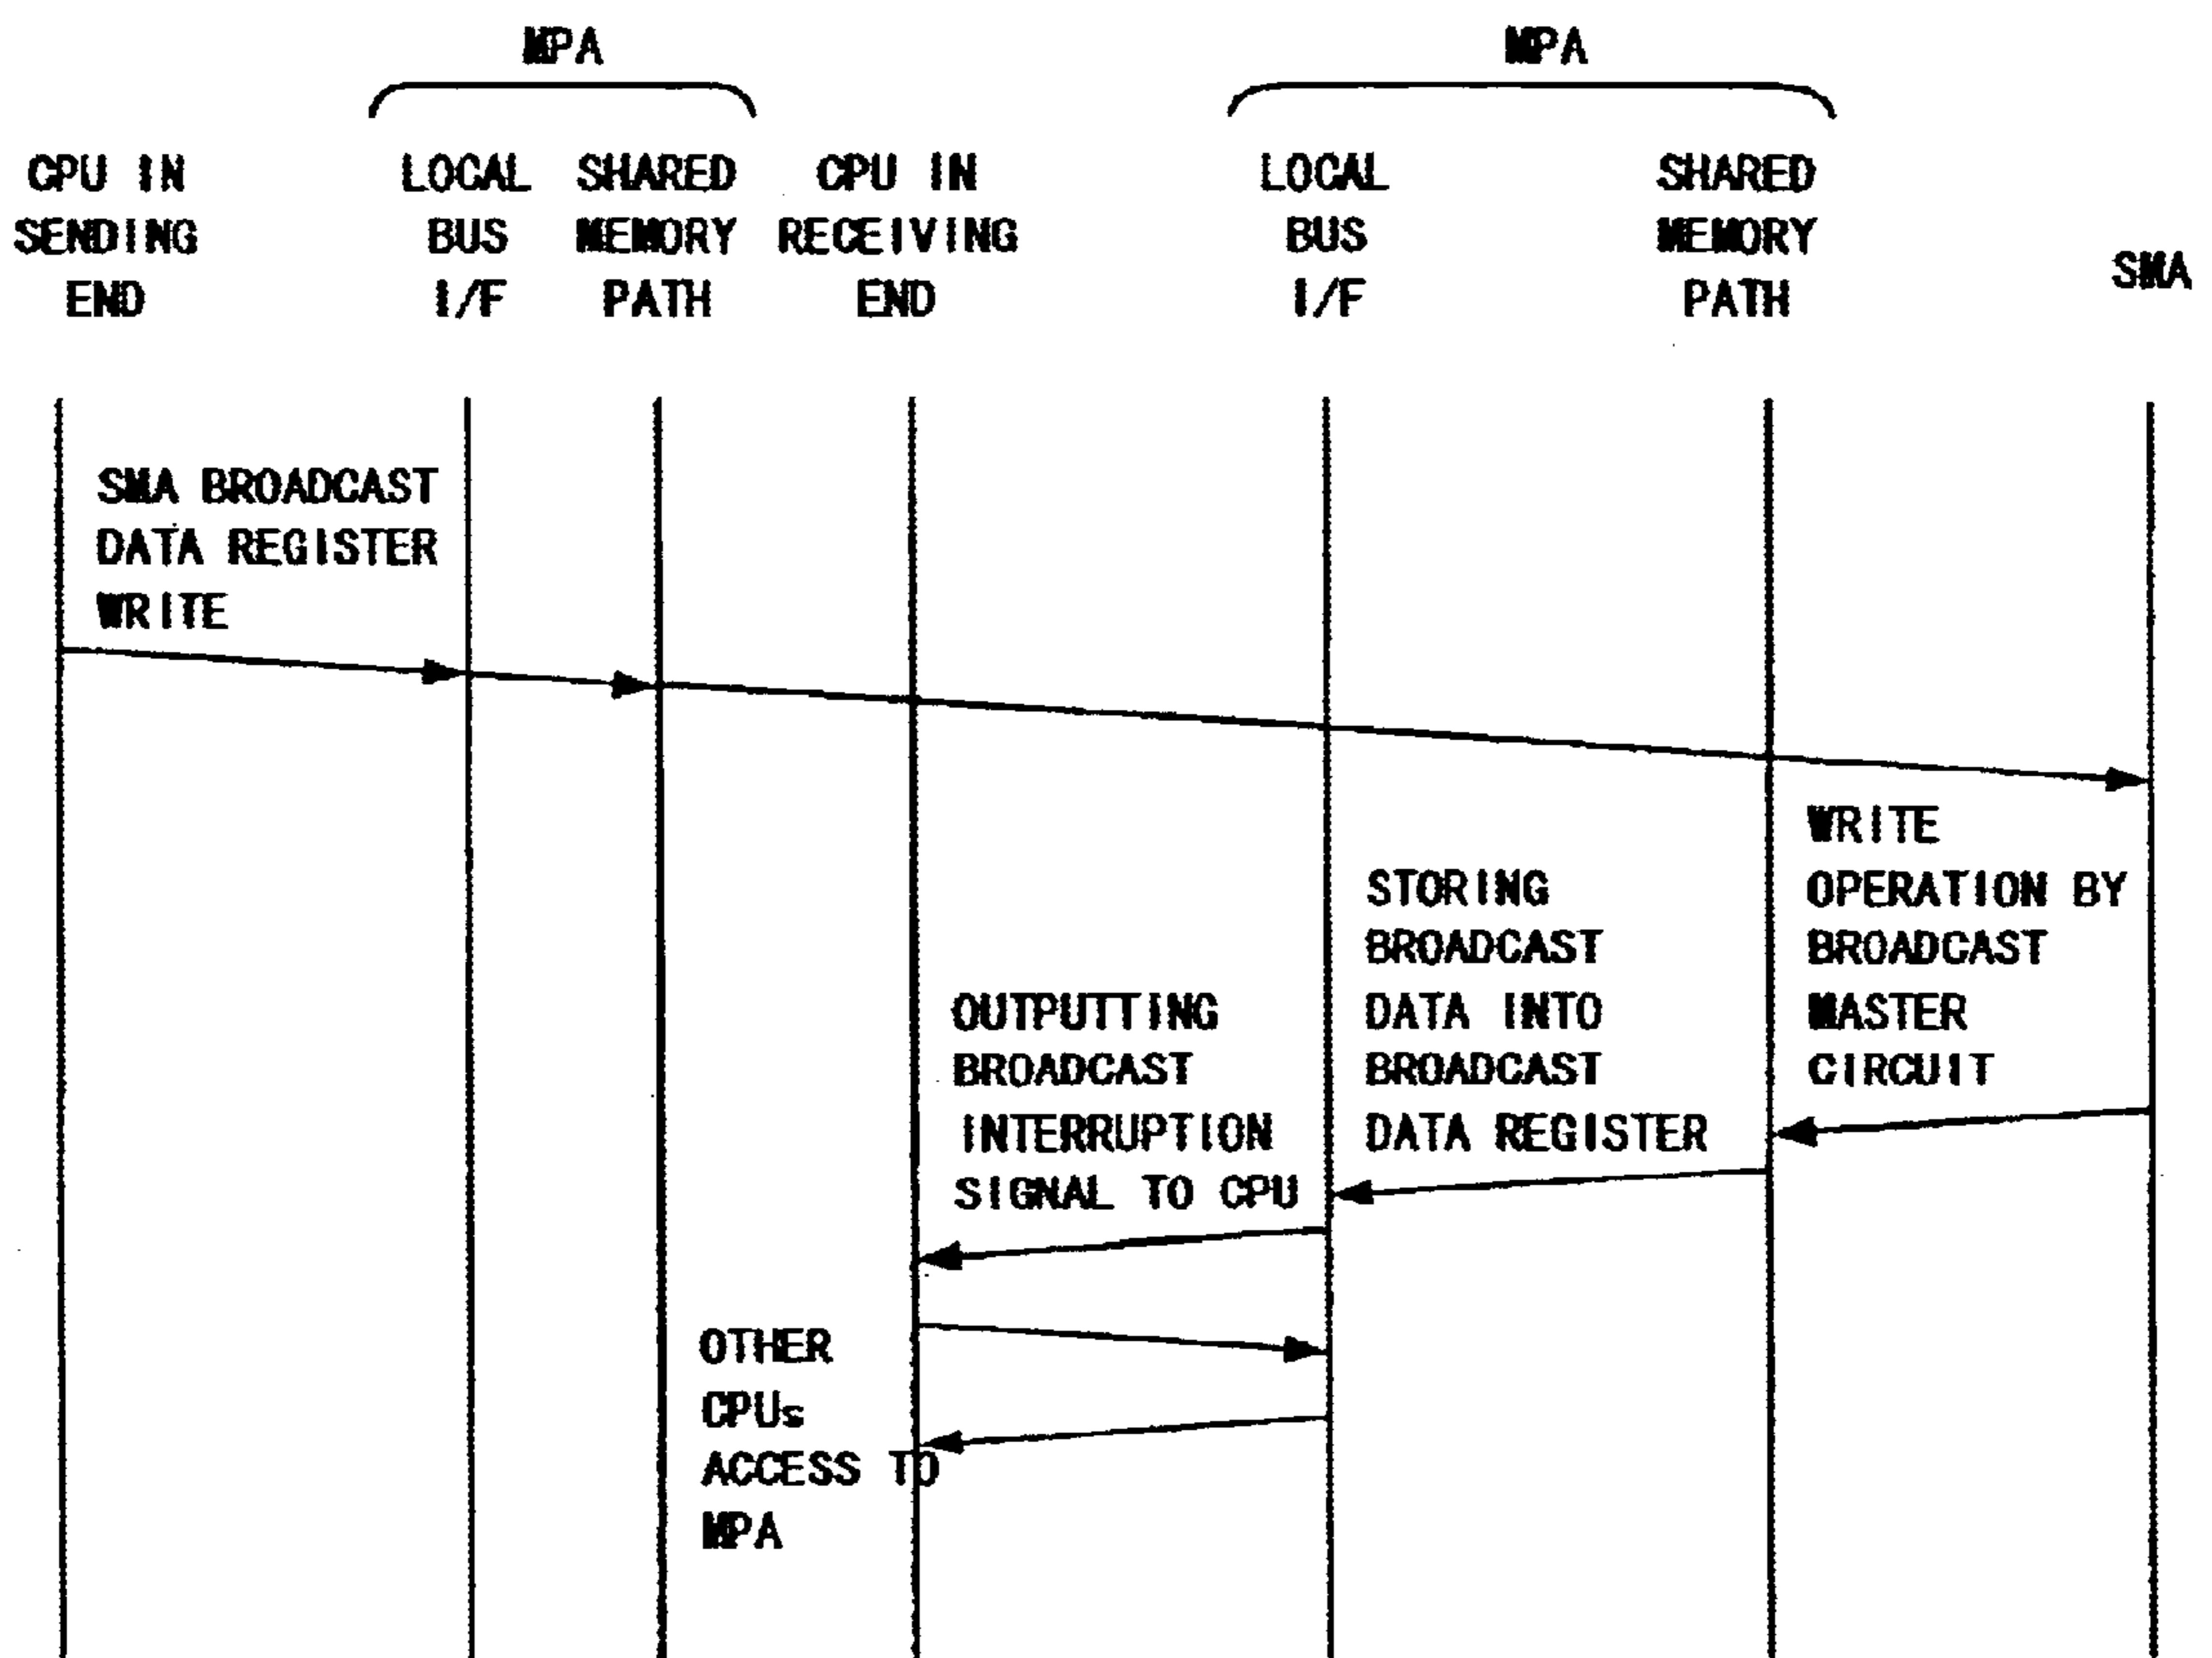 MPA
MPA
CPU IN
SENDING
END
LOCAL
BUS
I/F
SHARED
MEMORY
PATH
CPU IN
RECEIVING
END
LOCAL
BUS
I/F
SHARED
MEMORY
PATH
SMA
SMA BROADCAST
DATA REGISTER
WRITE
WRITE
OPERATION BY
BROADCAST
MASTER
CIRCUIT
STORING
BROADCAST
DATA INTO
BROADCAST
DATA REGISTER
OUTPUTTING
BROADCAST
INTERRUPTION
SIGNAL TO CPU
OTHER
CPUs
ACCESS TO
MPA